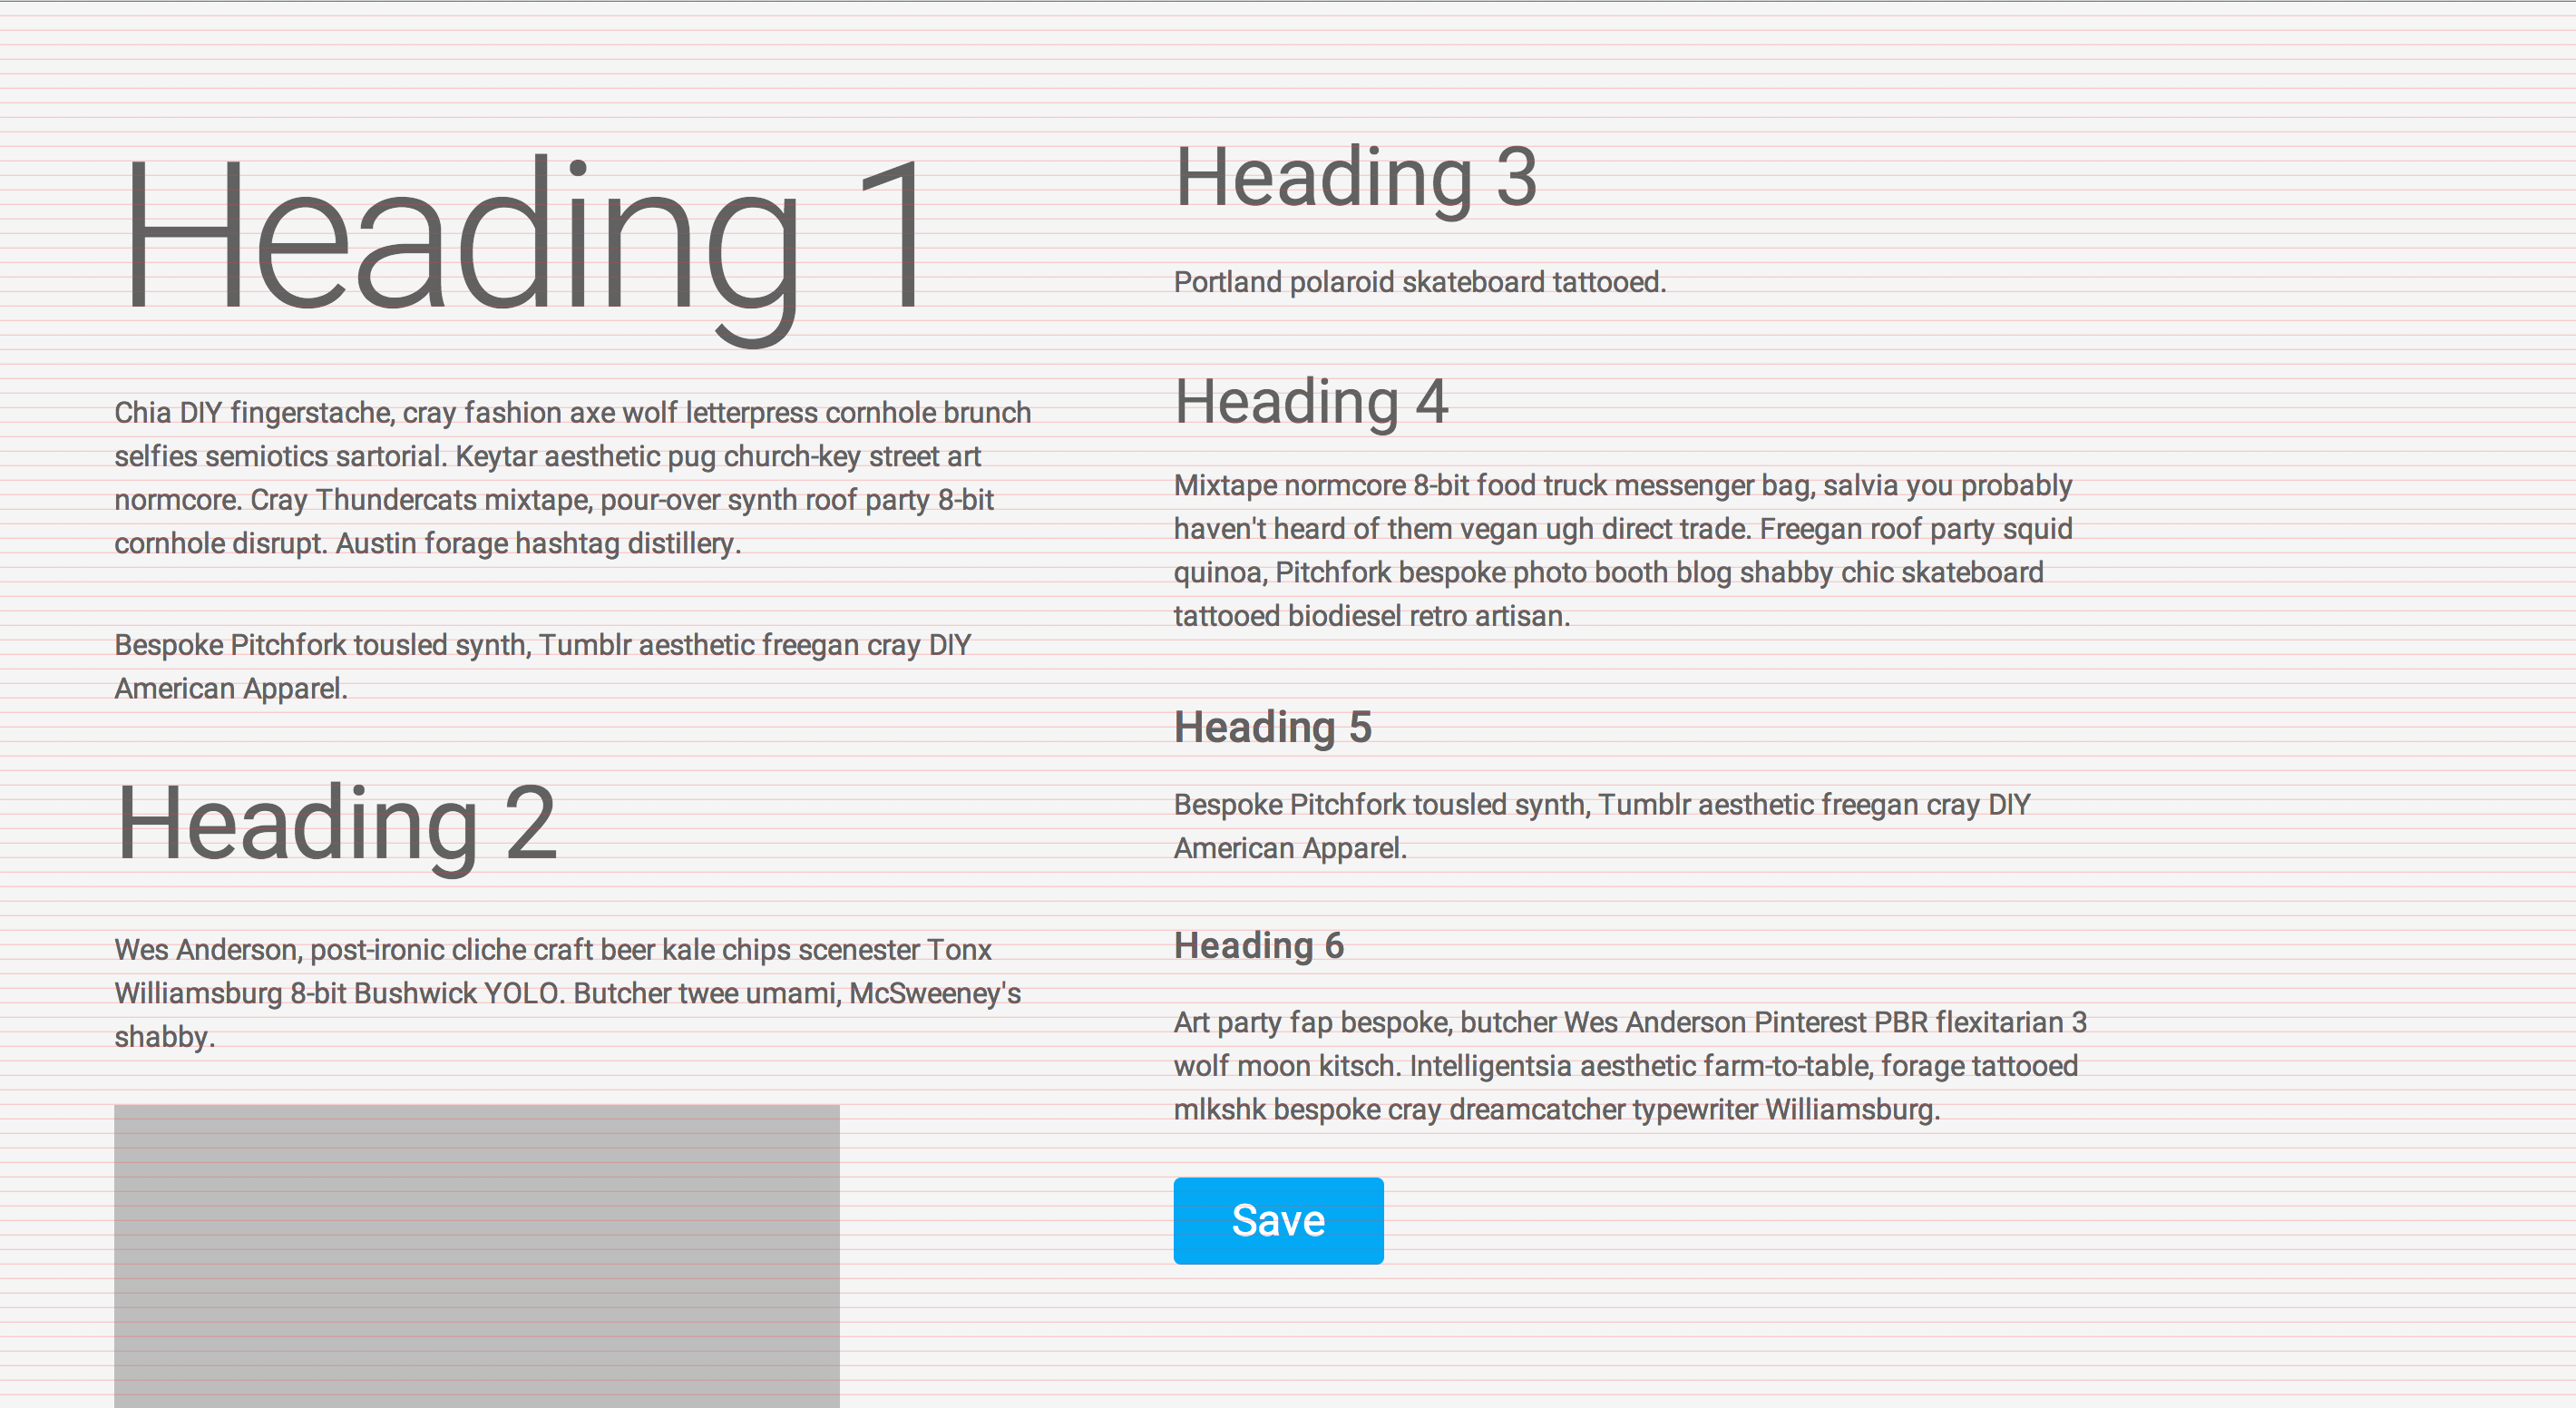 Heading 1
Chia DIY fingerstache, cray fashion axe wolf letterpress cornhole brunch
selfies semiotics sartorial. Keytar aesthetic pug church-key street art
normcore. Cray Thundercats mixtape, pour-over synth roof party 8-bit
cornhole disrupt. Austin forage hashtag distillery.
Bespoke Pitchfork tousled synth, Tumblr aesthetic freegan cray DIY
American Apparel.
Heading 2
Wes Anderson, post-ironic cliche craft beer kale chips scenester Tonx
Williamsburg 8-bit Bushwick YOLO. Butcher twee umami, McSweeney's
shabby.
Heading 3
Portland polaroid skateboard tattooed.
Heading 4
Mixtape normcore 8-bit food truck messenger bag, salvia you probably
haven't heard of them vegan ugh direct trade. Freegan roof party squid
quinoa, Pitchfork bespoke photo booth blog shabby chic skateboard
tattooed biodiesel retro artisan.
Heading 5
Bespoke Pitchfork tousled synth, Tumblr aesthetic freegan cray DIY
American Apparel.
Heading 6
Art party fap bespoke, butcher Wes Anderson Pinterest PBR flexitarian 3
wolf moon kitsch. Intelligentsia aesthetic farm-to-table, forage tattooed
mlkshk bespoke cray dreamcatcher typewriter Williamsburg.
Save